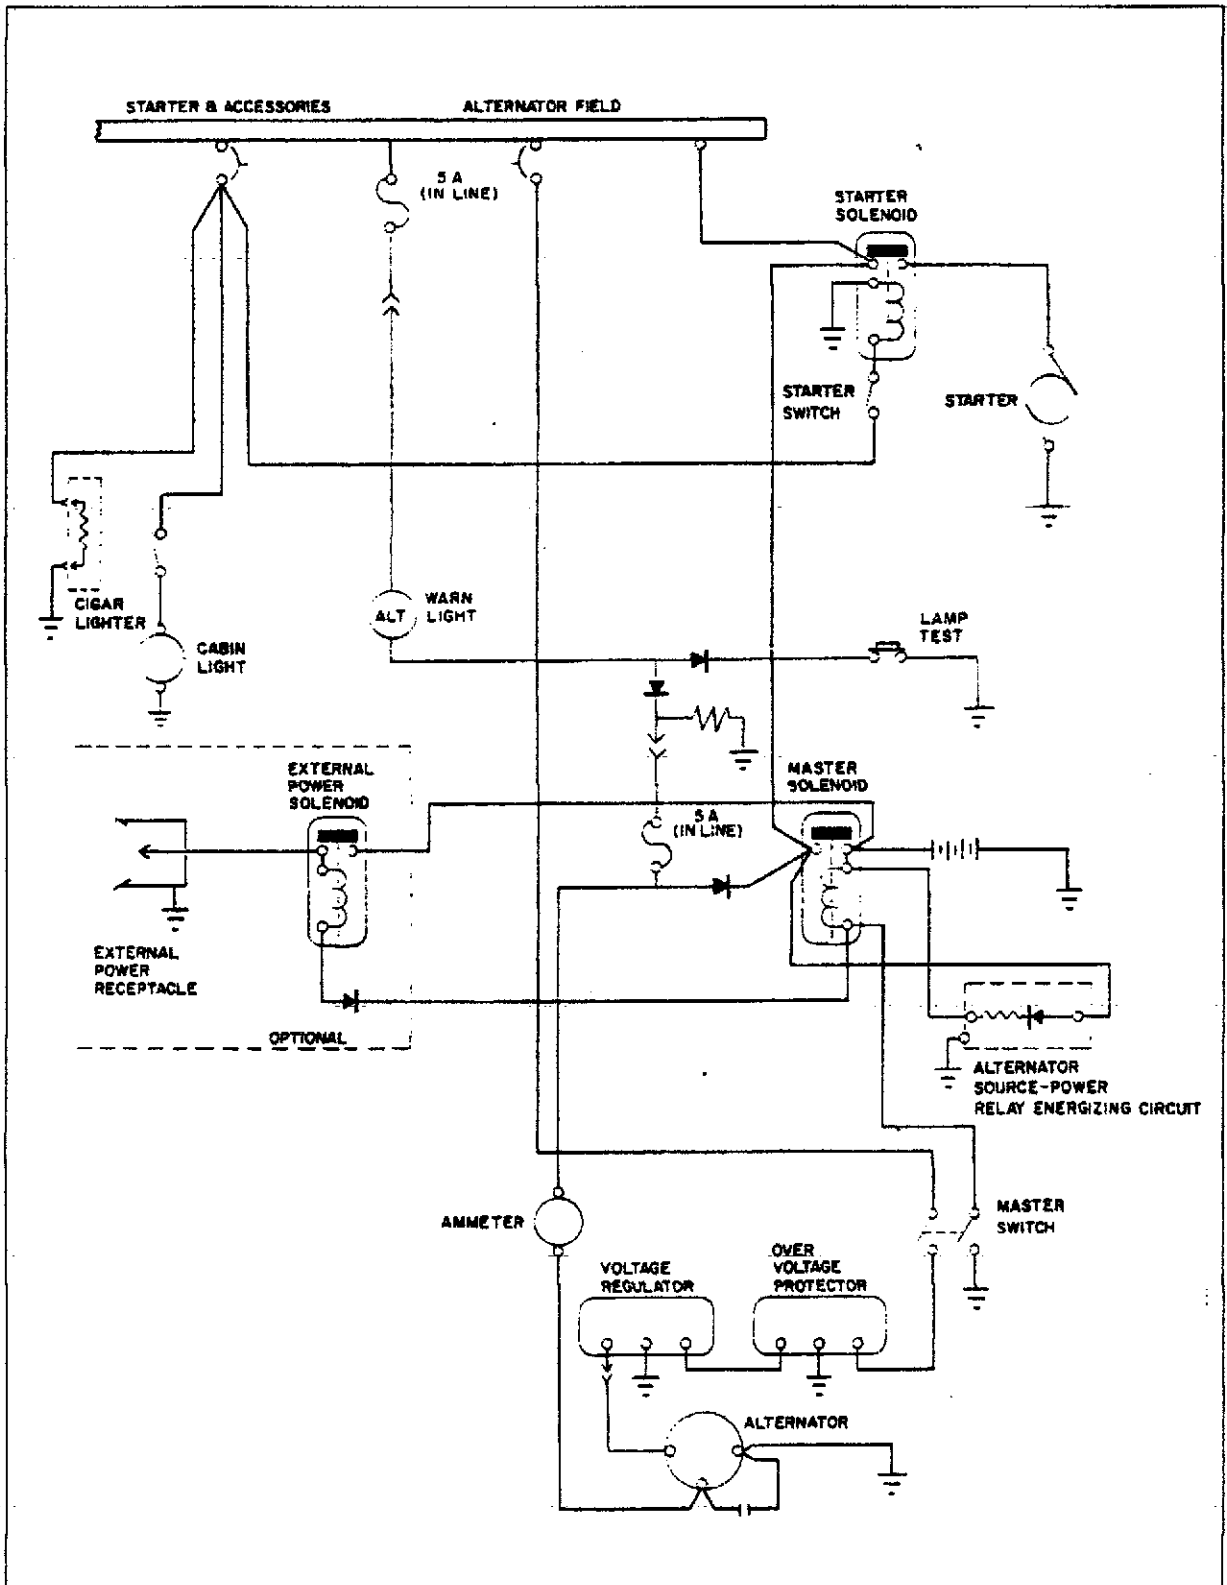 STARTER & ACCESSORIES
ALTERNATOR FIELD
5 A
(IN LINE)
STARTER
SOLENOID
STARTER
SWITCH
STARTER
CIGAR
LIGHTER
CABIN
LIGHT
ALT
WARN
LIGHT
LAMP
TEST
EXTERNAL
POWER
SOLENOID
MASTER
SOLENOID
5 A
(IN LINE)
EXTERNAL
POWER
RECEPTACLE
OPTIONAL
ALTERNATOR
SOURCE-POWER
RELAY ENERGIZING CIRCUIT
AMMETER
MASTER
SWITCH
VOLTAGE
REGULATOR
OVER
VOLTAGE
PROTECTOR
ALTERNATOR